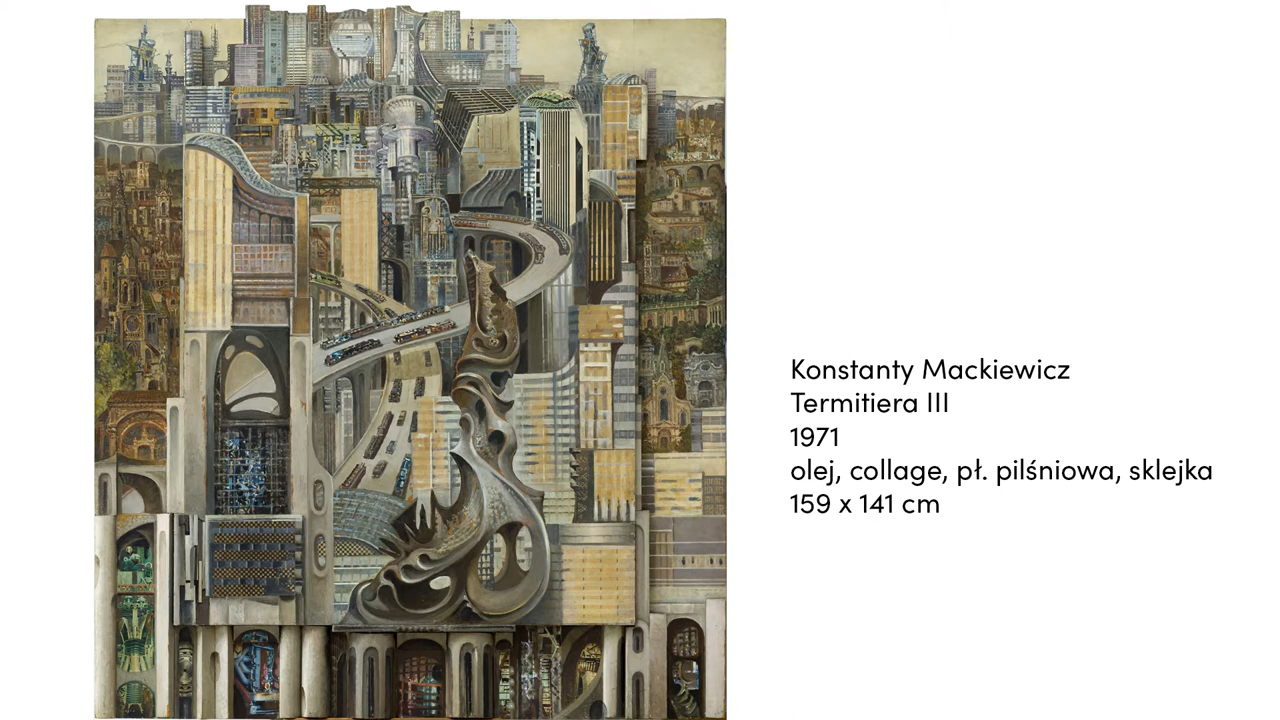 Konstanty Mackiewicz
Termitiera III
1971
olej, collage, pł. pilśniowa, sklejka
159 x 141 cm